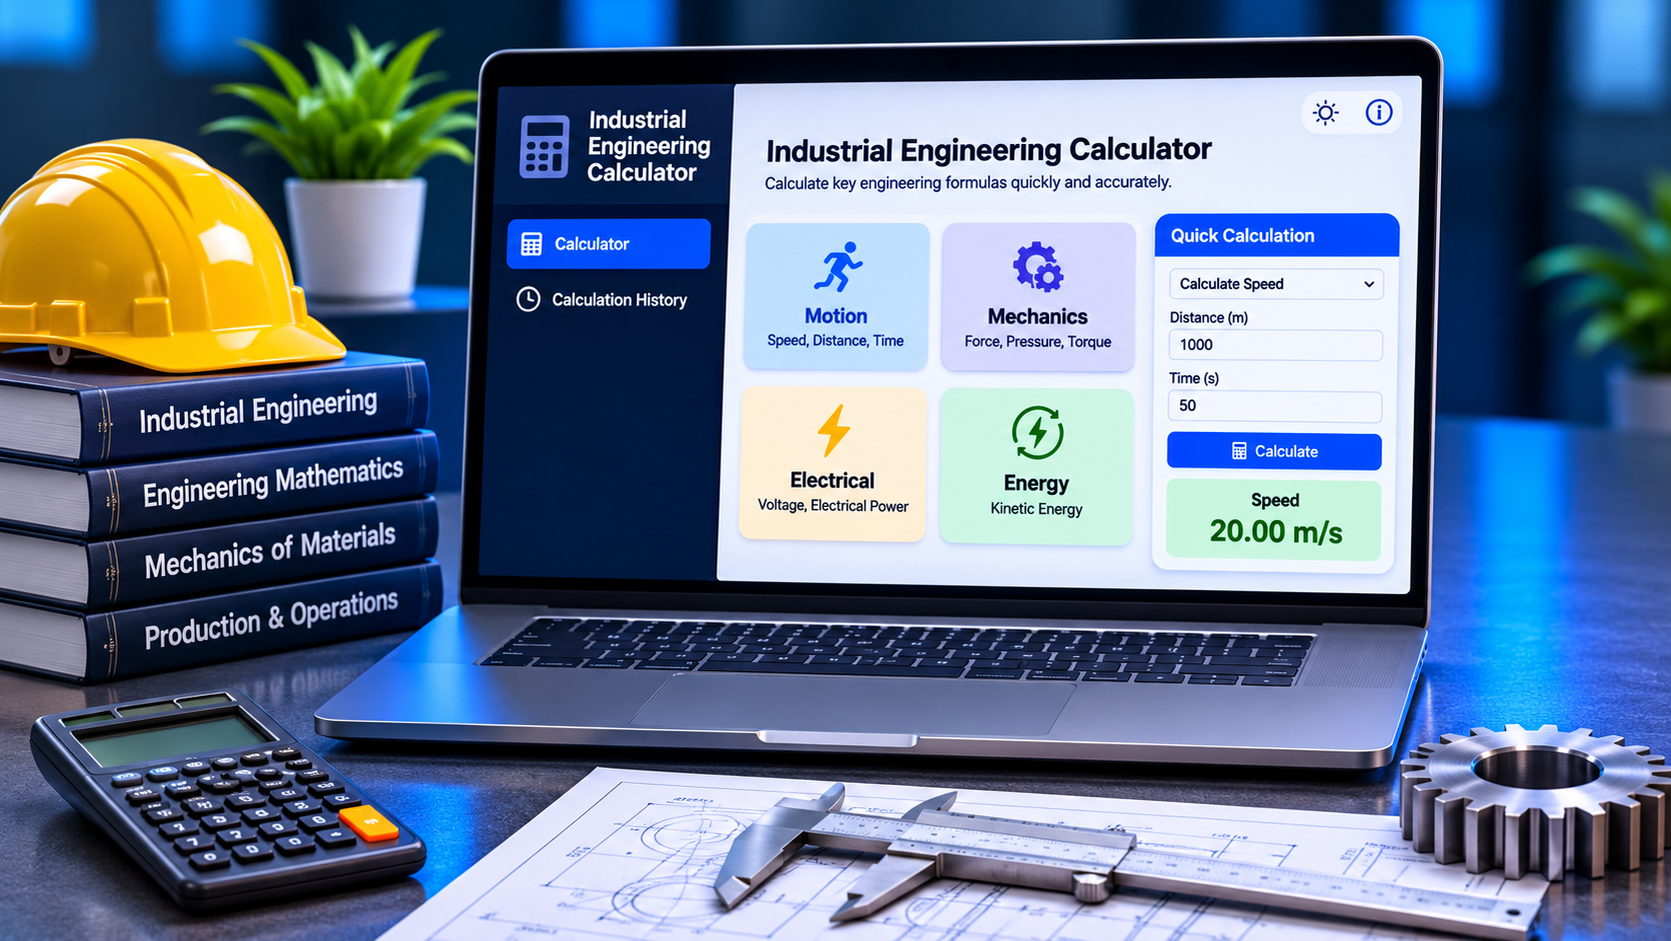 Industrial
Engineering
Calculator
Calculator
Calculation History
Industrial Engineering Calculator
Calculate key engineering formulas quickly and accurately.
Motion
Speed, Distance, Time
Mechanics
Force, Pressure, Torque
Electrical
Voltage, Electrical Power
Energy
Kinetic Energy
Quick Calculation
Calculate Speed
Distance (m)
1000
Time (s)
50
Calculate
Speed
20.00 m/s
Industrial Engineering
Engineering Mathematics
Mechanics of Materials
Production & Operations